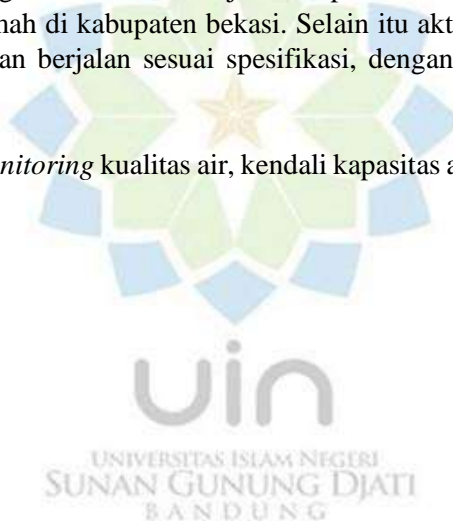 mah di kabupaten bekasi. Selain itu akt
an berjalan sesuai spesifikasi, dengan
nitoring kualitas air, kendali kapasitas a
uin
UNIVERSITAS ISLAM NEGERI
SUNAN GUNUNG DJATI
BANDUNG